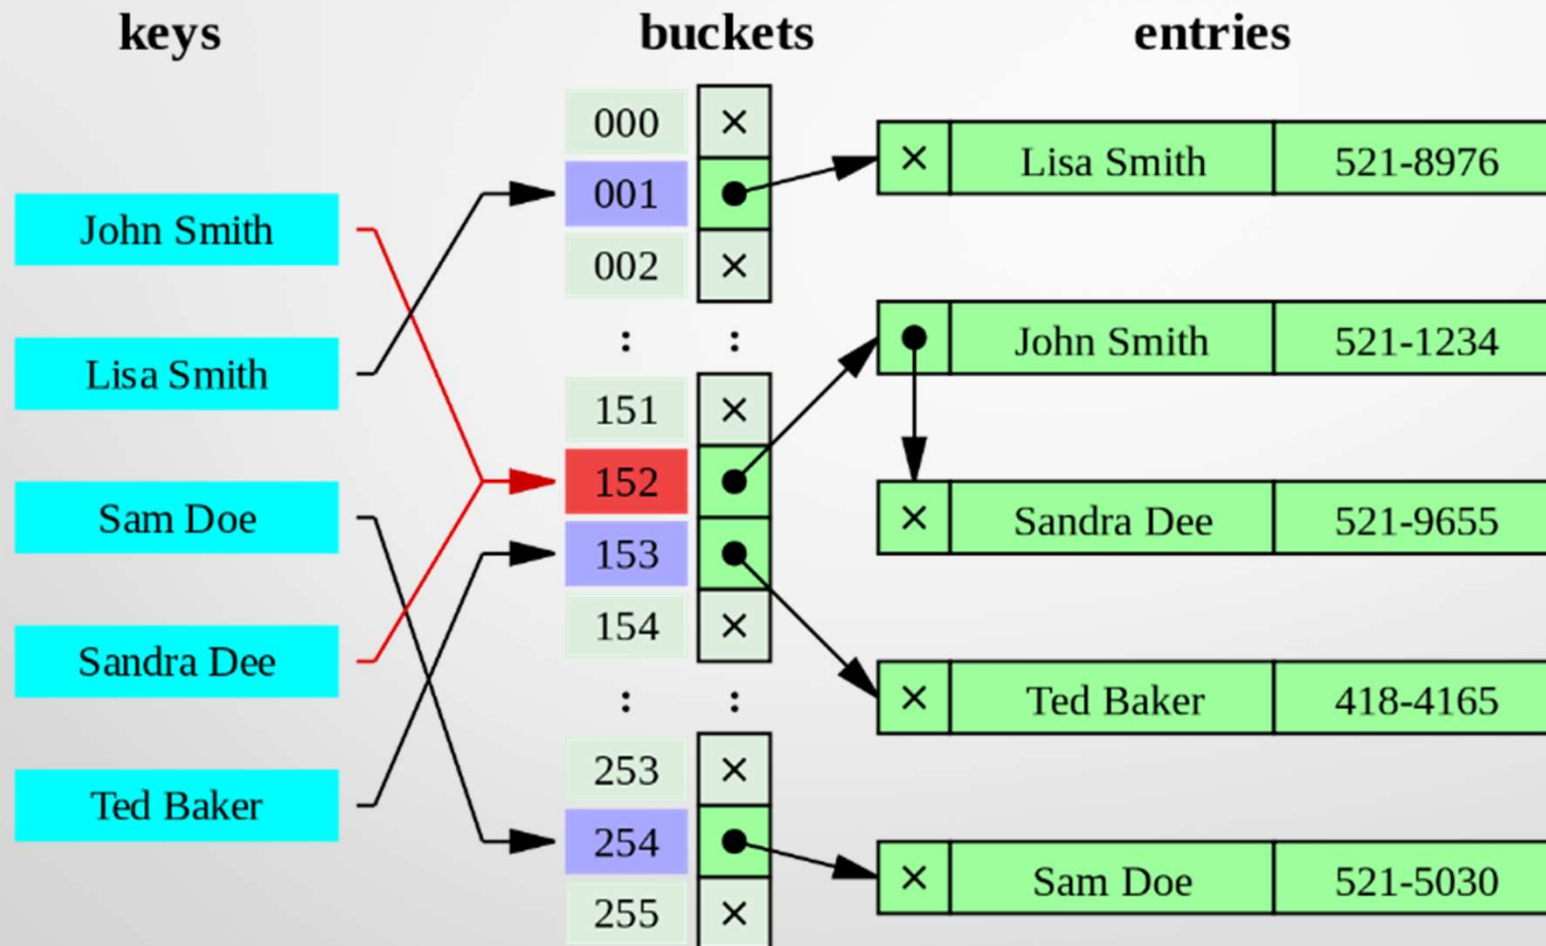 keys
buckets
entries
John Smith
Lisa Smith
Sam Doe
Sandra Dee
Ted Baker
000 ×
001
002 ×
: :
151 ×
152
153
154 ×
: :
253 ×
254
255 ×
× Lisa Smith 521-8976
John Smith 521-1234
× Sandra Dee 521-9655
× Ted Baker 418-4165
× Sam Doe 521-5030